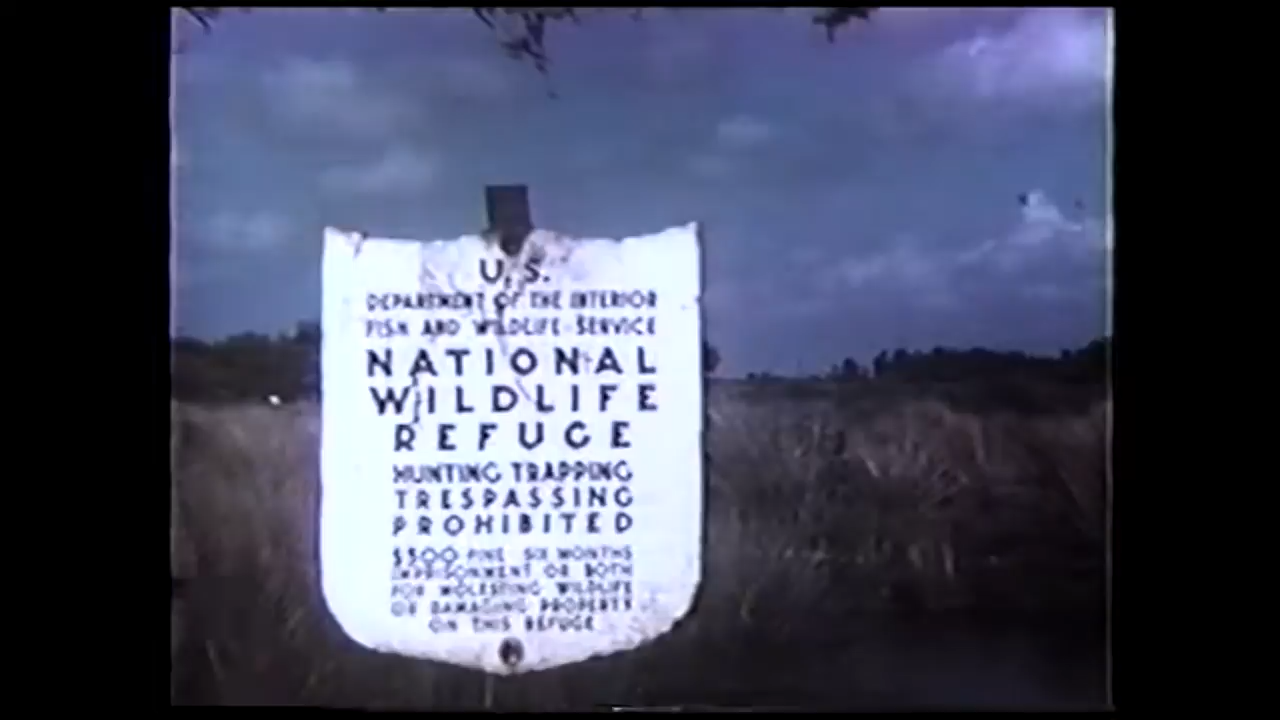 U.S.
DEPARTMENT OF THE INTERIOR
FISH AND WILDLIFE SERVICE
NATIONAL
WILDLIFE
REFUGE
HUNTING TRAPPING
TRESPASSING
PROHIBITED
$500 FINE SIX MONTHS
IMPRISONMENT OR BOTH
FOR MOLESTING WILDLIFE
OR DAMAGING PROPERTY
ON THIS REFUGE